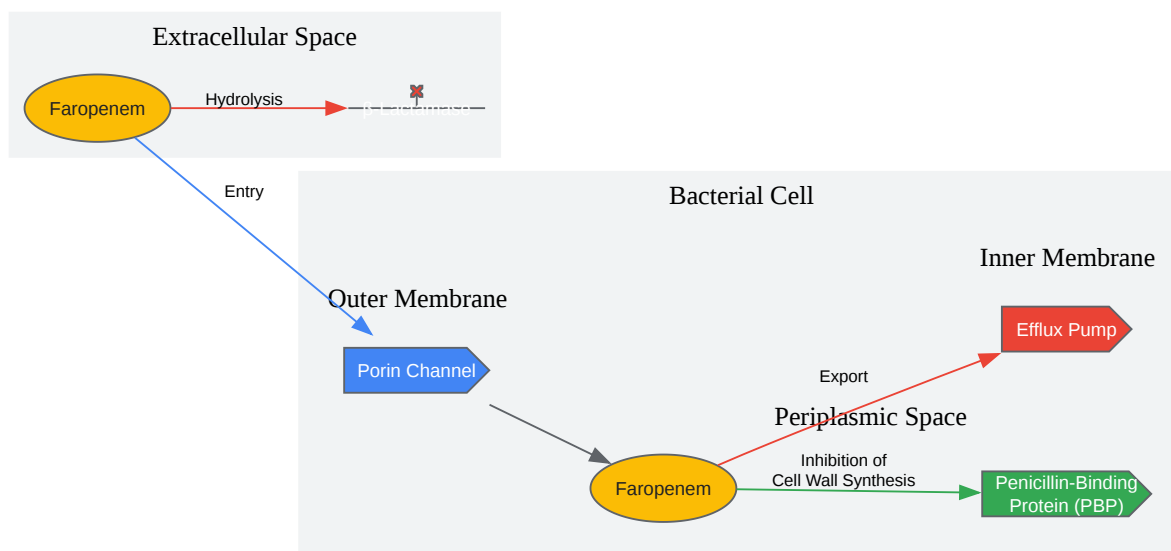 Extracellular Space
Faropenem
Hydrolysis
β-Lactamase
Entry
Bacterial Cell
Inner Membrane
Outer Membrane
Efflux Pump
Porin Channel
Export
Periplasmic Space
Inhibition of
Cell Wall Synthesis
Faropenem
Penicillin-Binding
Protein (PBP)